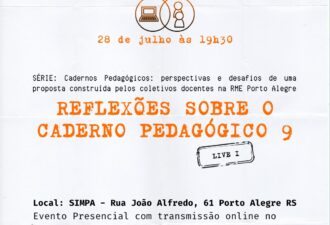 28 de julho às 19h30
SÉRIE: Cadernos Pedagógicos: perspectivas e desafios de uma
proposta construída pelos coletivos docentes na RME Porto Alegre
REFLEXÕES SOBRE O
CADERNO PEDAGÓGICO 9
LIVE I
Local: SIMPA – Rua João Alfredo, 61 Porto Alegre RS
Evento Presencial com transmissão online no